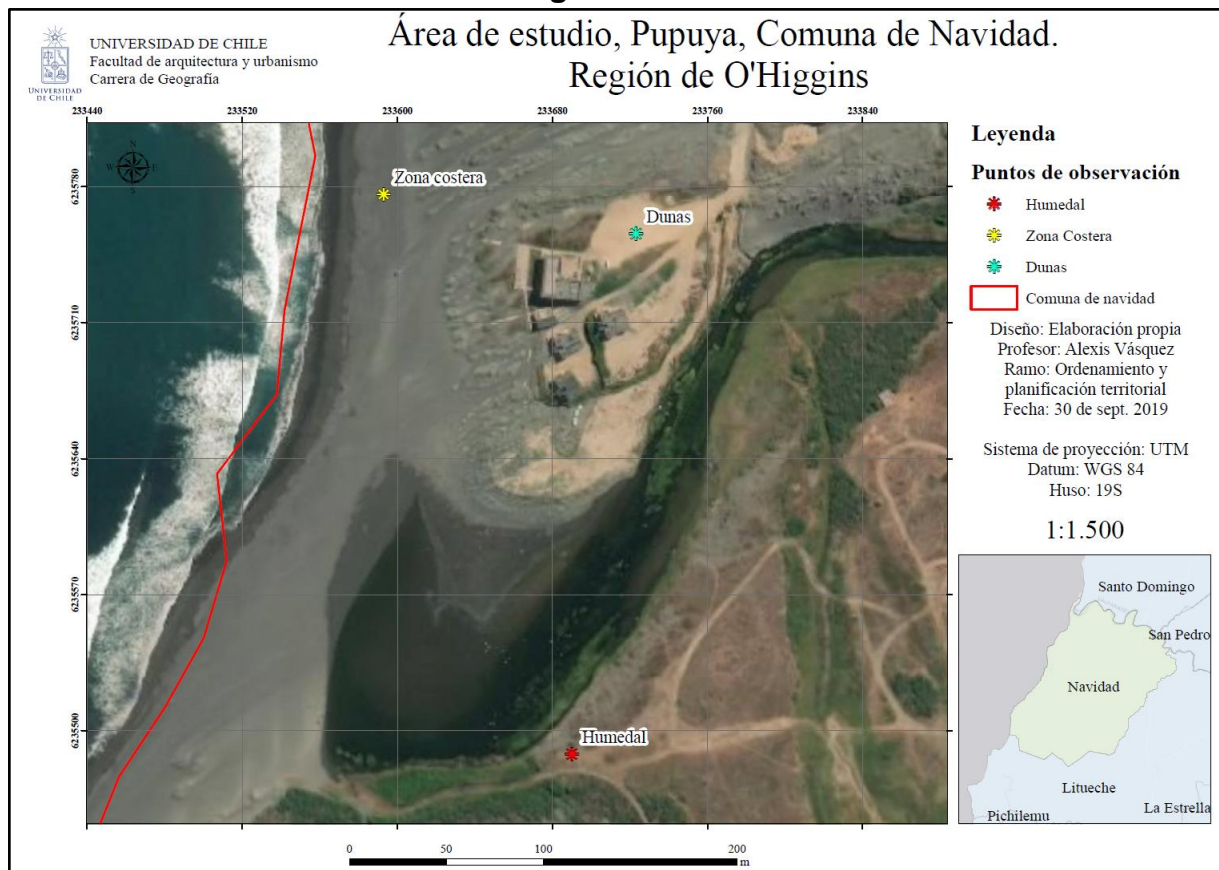 UNIVERSIDAD DE CHILE
Facultad de arquitectura y urbanismo
Carrera de Geografía
UNIVERSIDAD
DE CHILE
Área de estudio, Pupuya, Comuna de Navidad.
Región de O'Higgins
233440 233520 233600 233680 233760 233840
6235780
6235710
6235640
6235570
6235500
N
W E
S
Zona costera
Dunas
Humedal
0 50 100 200
m
Leyenda
Puntos de observación
Humedal
Zona Costera
Dunas
Comuna de navidad
Diseño: Elaboración propia
Profesor: Alexis Vásquez
Ramo: Ordenamiento y
planificación territorial
Fecha: 30 de sept. 2019
Sistema de proyección: UTM
Datum: WGS 84
Huso: 19S
1:1.500
Santo Domingo
San Pedro
Navidad
Litueche
La Estrella
Pichilemu